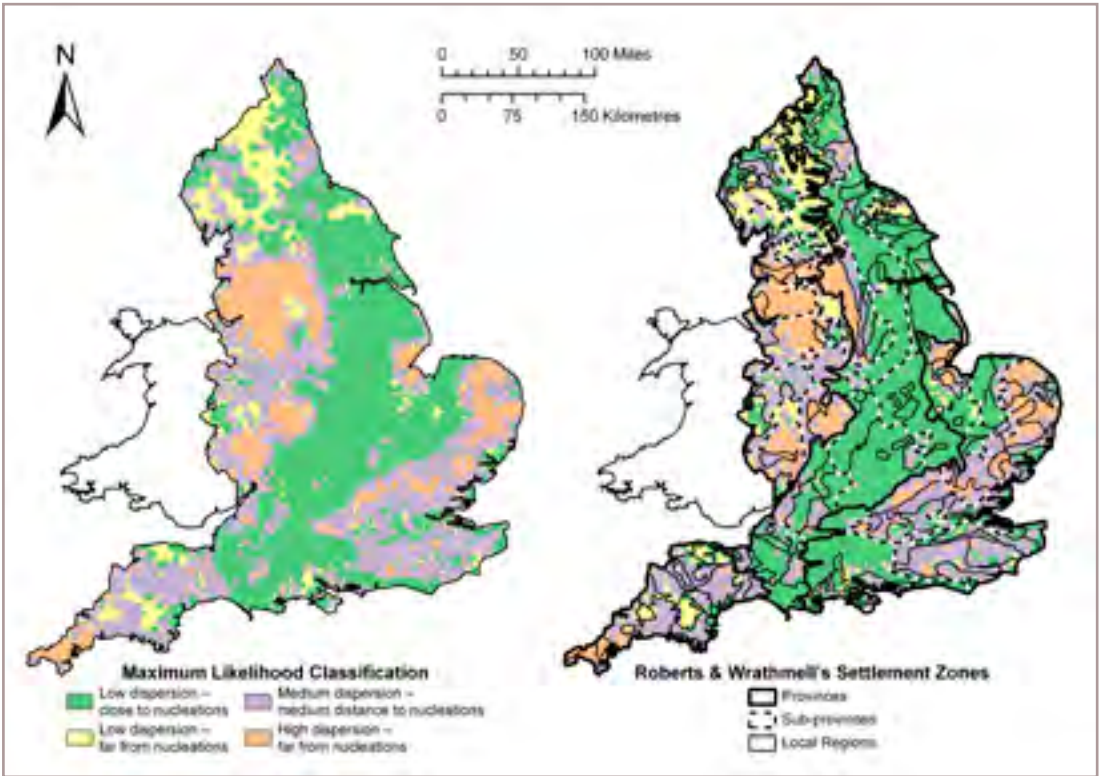 N
0 50 100 Miles
0 75 150 Kilometres
Maximum Likelihood Classification
Low dispersion –
close to nucleations
Low dispersion –
far from nucleations
Medium dispersion –
medium distance to nucleations
High dispersion –
far from nucleations
Roberts & Wrathmell's Settlement Zones
Provinces
Sub-provinces
Local Regions